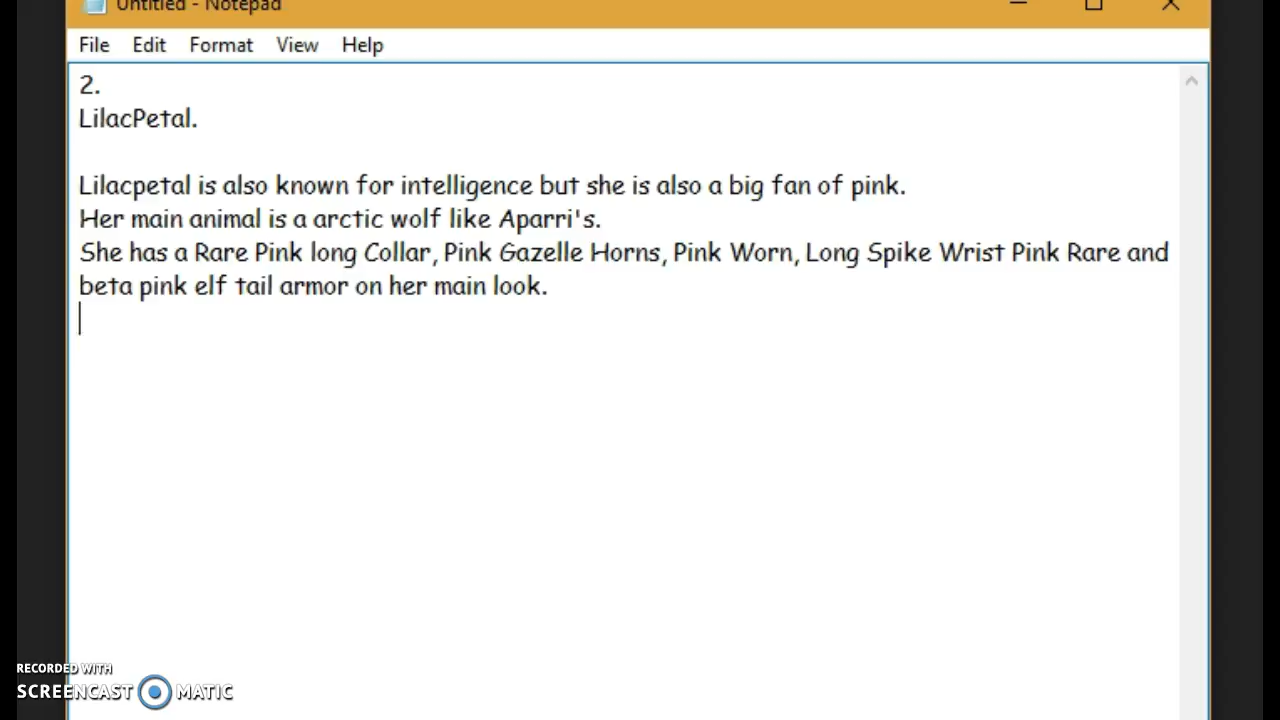 Untitled - Notepad
File Edit Format View Help
2.
LilacPetal.
Lilacpetal is also known for intelligence but she is also a big fan of pink.
Her main animal is a arctic wolf like Aparri's.
She has a Rare Pink long Collar, Pink Gazelle Horns, Pink Worn, Long Spike Wrist Pink Rare and
beta pink elf tail armor on her main look.
RECORDED WITH
SCREENCAST MATIC